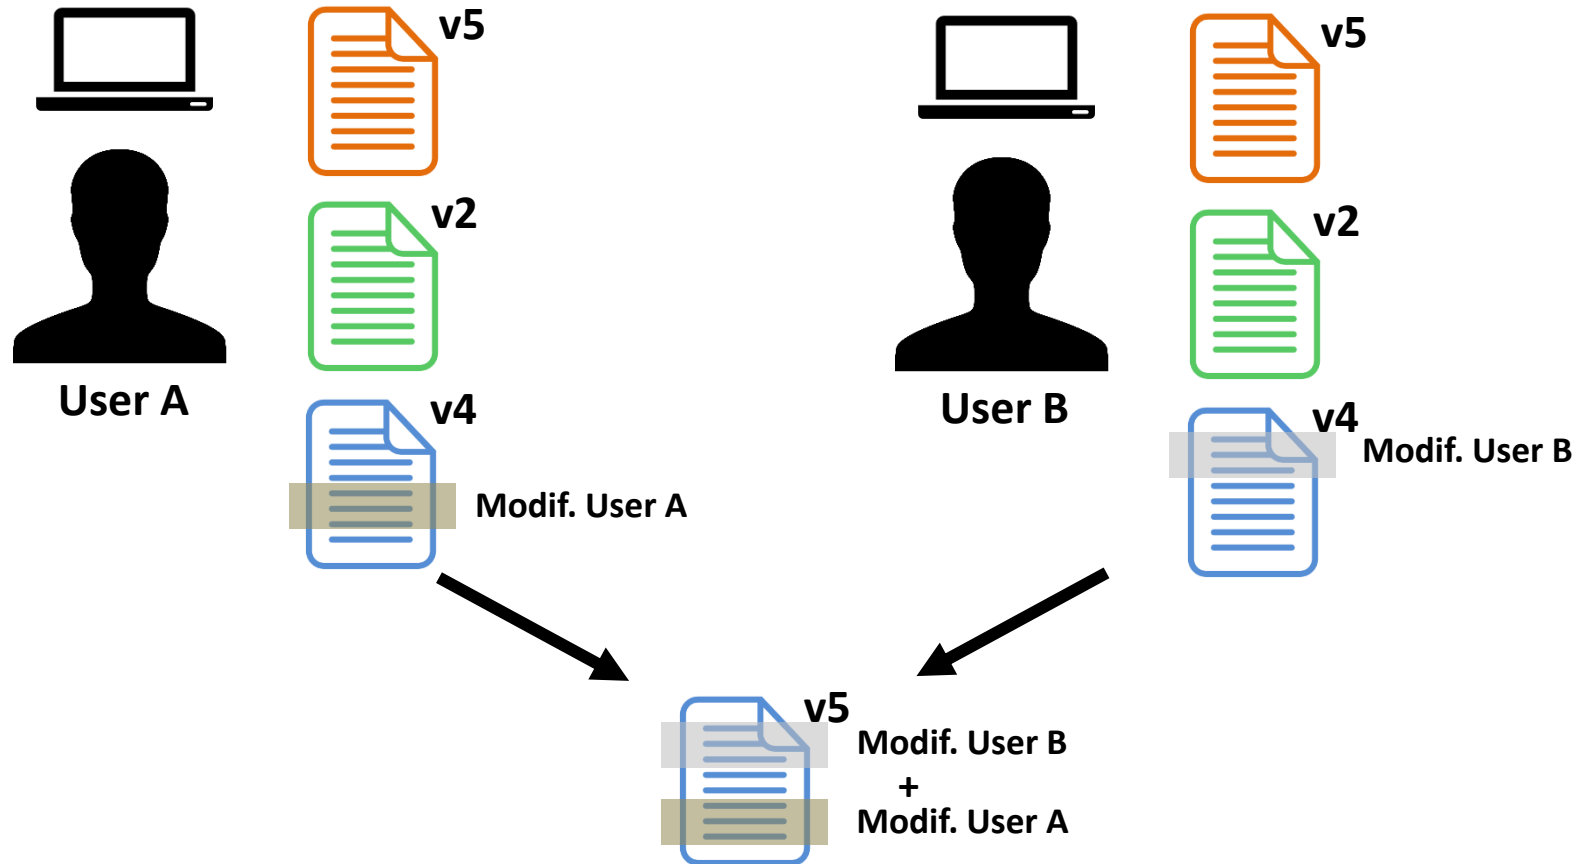 v5
v5
v2
v2
User A
User B
v4
v4
Modif. User B
Modif. User A
v5
Modif. User B
+
Modif. User A